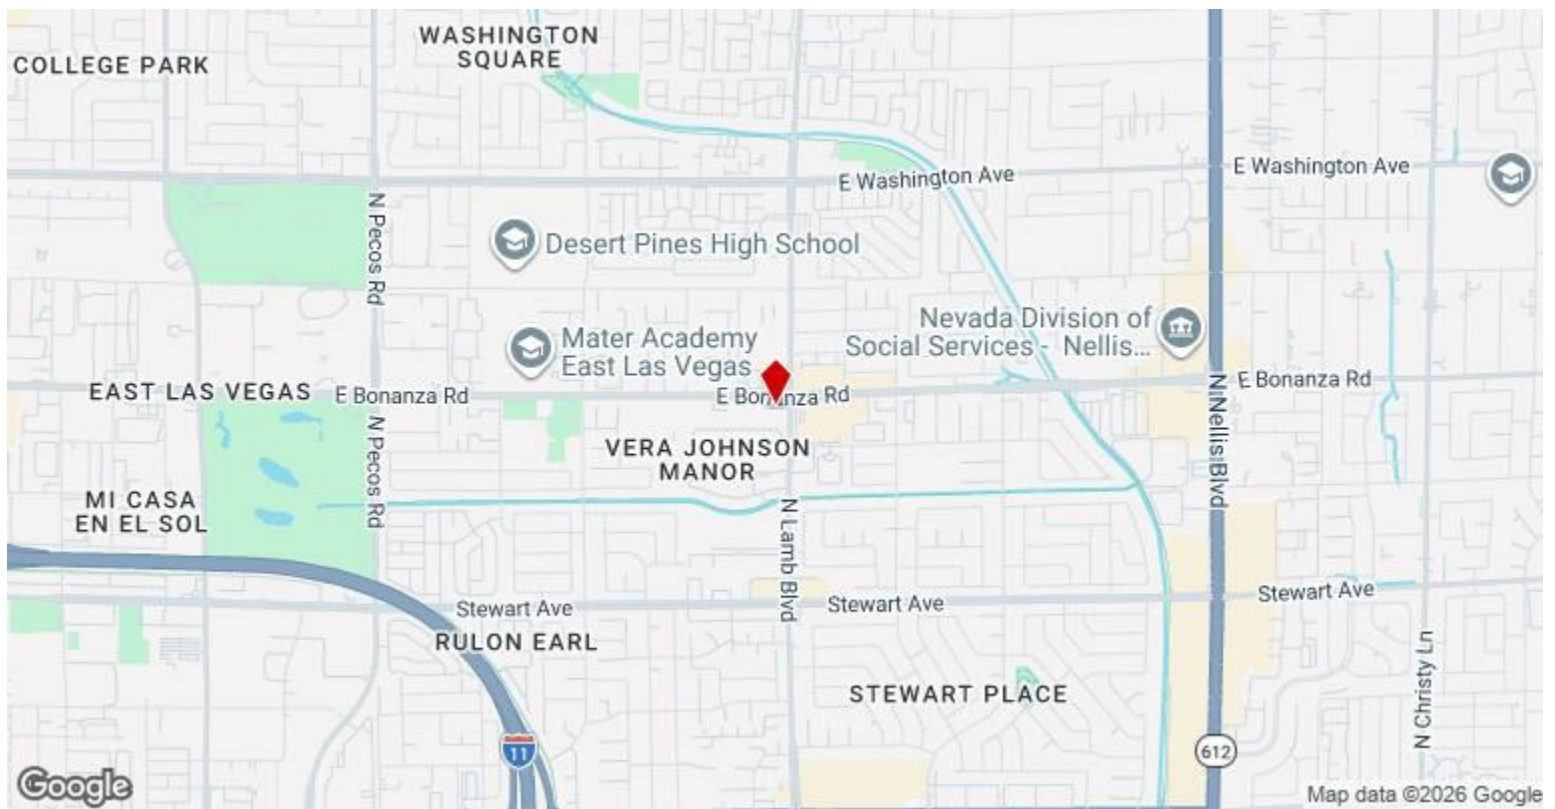 WASHINGTON
SQUARE
COLLEGE PARK
E Washington Ave
E Washington Ave
N Pecos Rd
Desert Pines High School
Nevada Division of
Social Services - Nellis...
Mater Academy
East Las Vegas
EAST LAS VEGAS
E Bonanza Rd
E Bonanza Rd
E Bonanza Rd
N Nellis Blvd
N Pecos Rd
VERA JOHNSON
MANOR
MI CASA
EN EL SOL
N Lamb Blvd
Stewart Ave
Stewart Ave
Stewart Ave
RULON EARL
STEWART PLACE
N Christy Ln
11
612
Google
Map data ©2026 Google